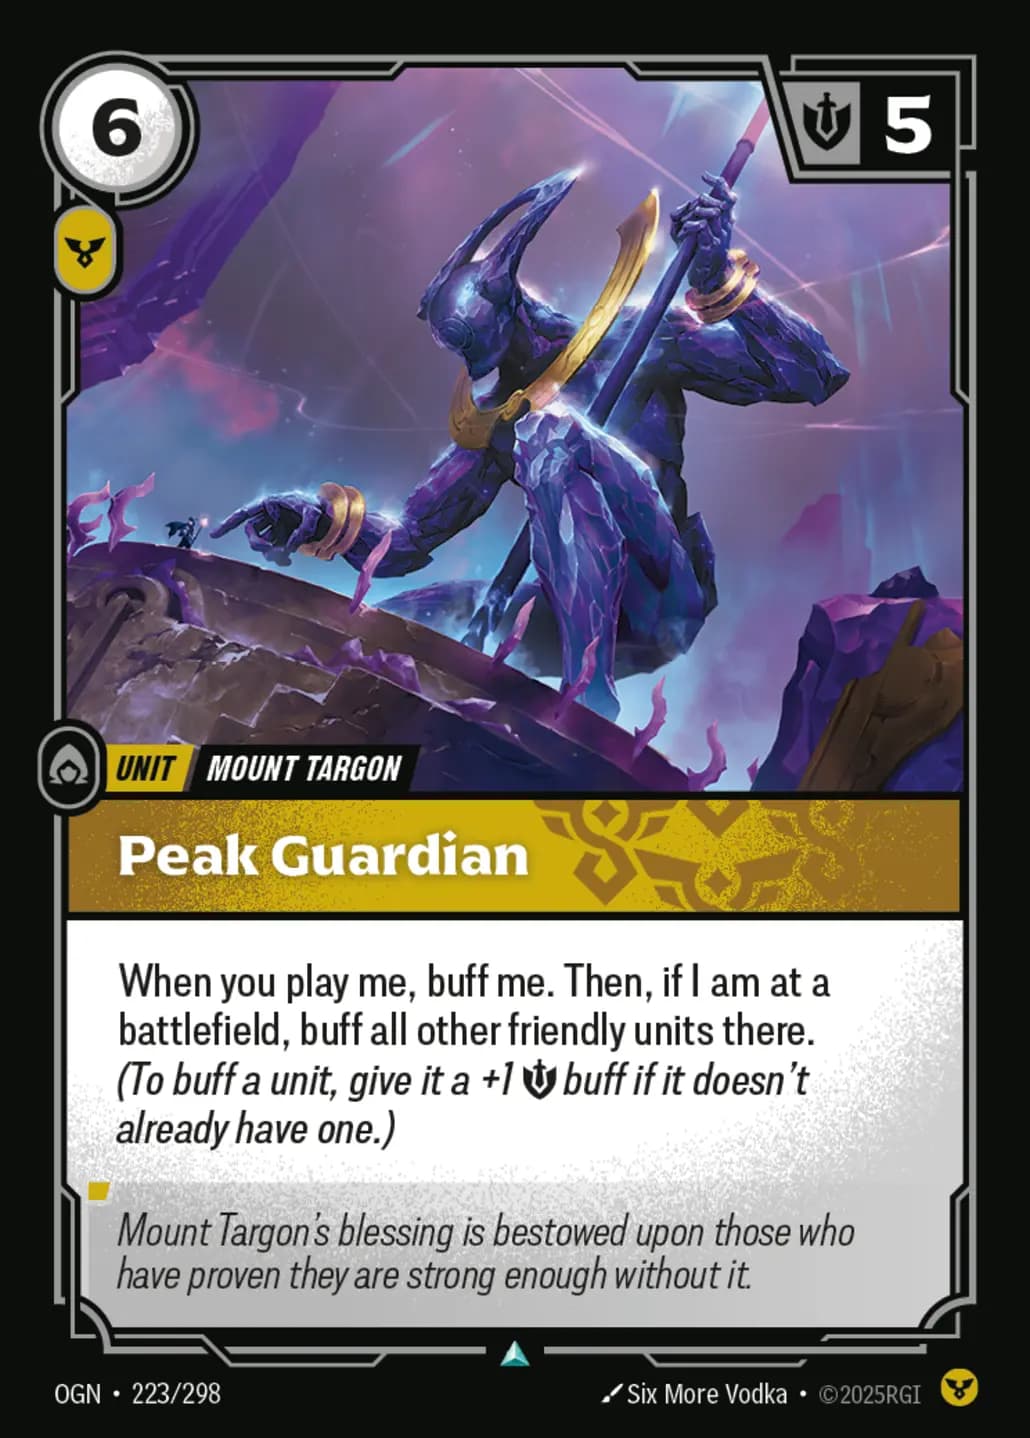 6
5
UNIT
MOUNT TARGON
Peak Guardian
When you play me, buff me. Then, if I am at a
battlefield, buff all other friendly units there.
(To buff a unit, give it a +1 buff if it doesn't
already have one.)
Mount Targon's blessing is bestowed upon those who
have proven they are strong enough without it.
OGN • 223/298
Six More Vodka • ©2025RGI